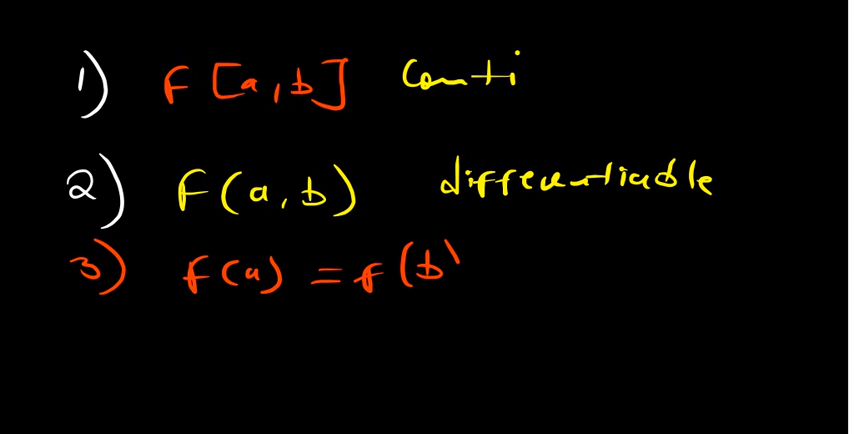 1) F [a, b] conti
2) F (a, b) differentiable
3) f(a) = f(b)